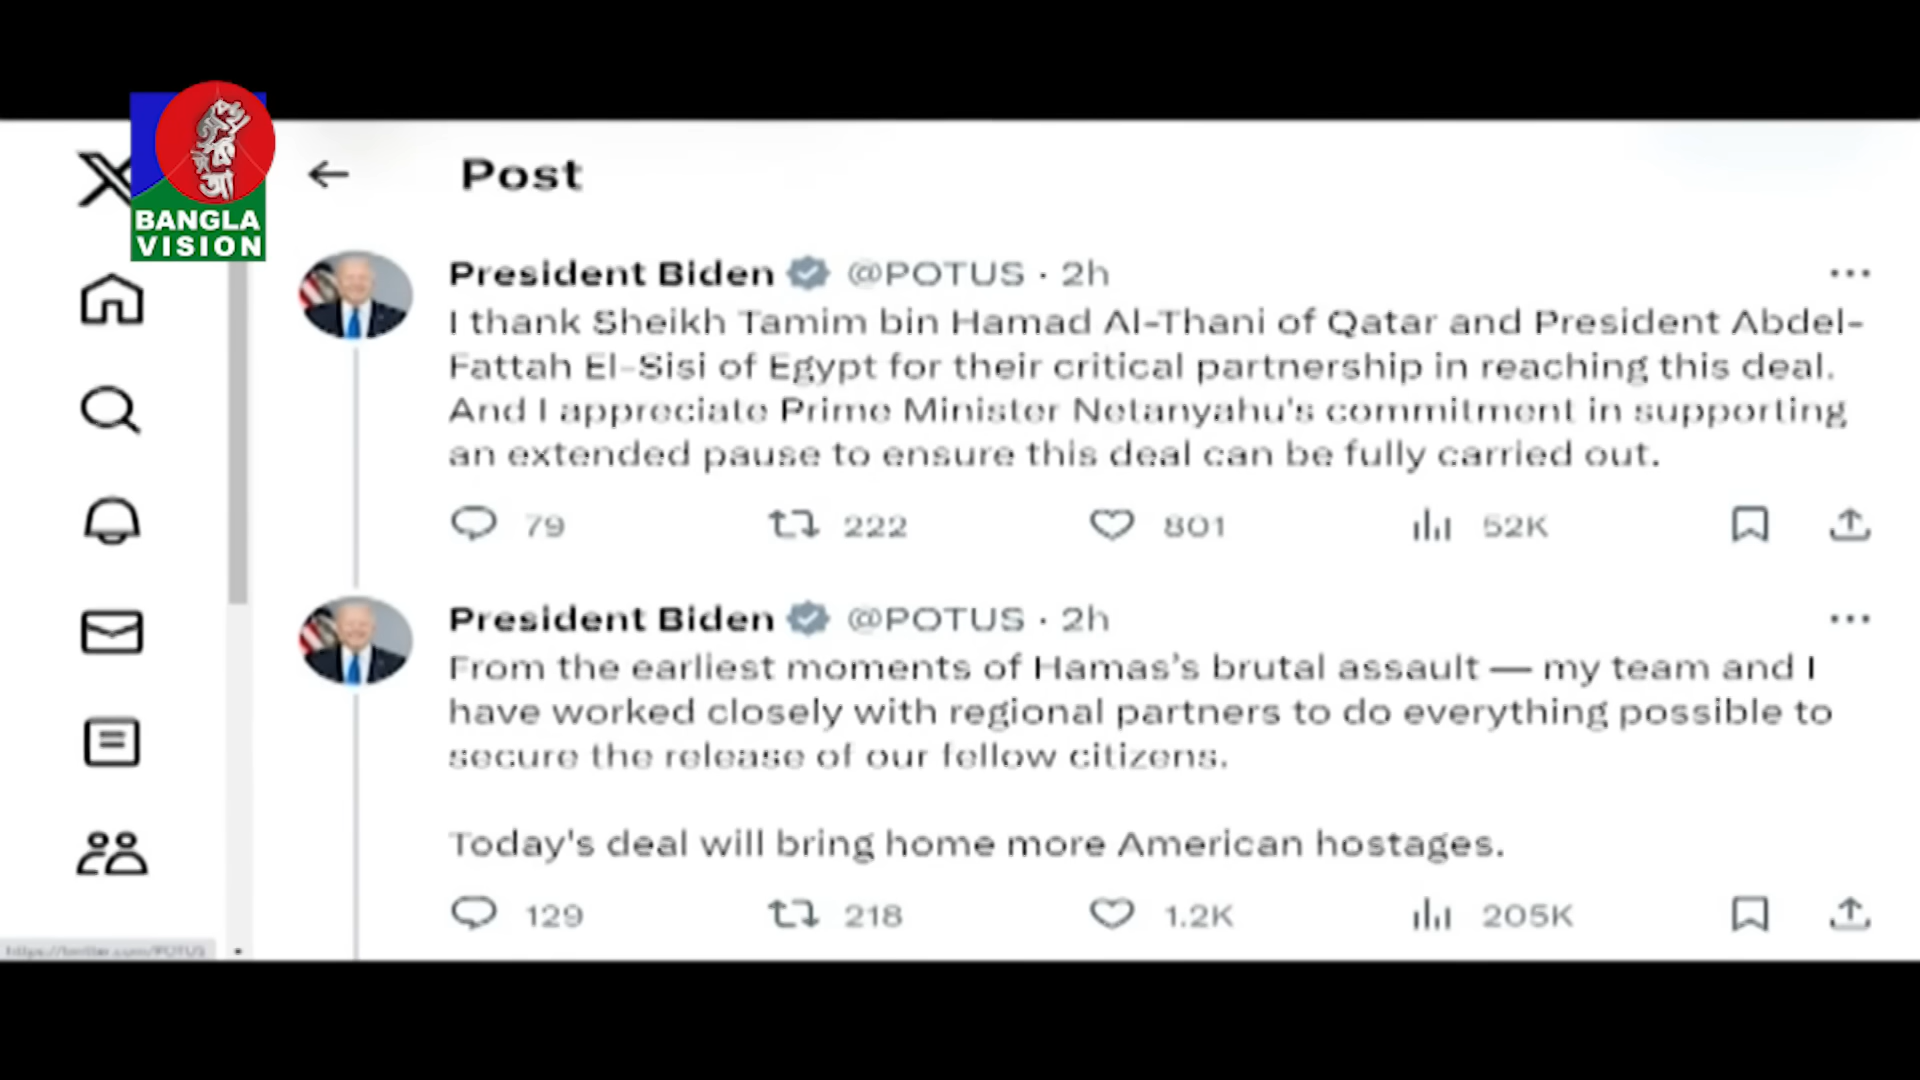 BANGLA
VISION
Post
President Biden @POTUS · 2h
I thank Sheikh Tamim bin Hamad Al-Thani of Qatar and President Abdel-
Fattah El-Sisi of Egypt for their critical partnership in reaching this deal.
And I appreciate Prime Minister Netanyahu's commitment in supporting
an extended pause to ensure this deal can be fully carried out.
79 222 801 52K
President Biden @POTUS · 2h
From the earliest moments of Hamas’s brutal assault — my team and I
have worked closely with regional partners to do everything possible to
secure the release of our fellow citizens.
Today's deal will bring home more American hostages.
129 218 1.2K 205K
https://twitter.com/POTUS